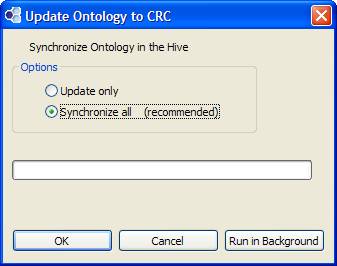 Update Ontology to CRC
Synchronize Ontology in the Hive
Options
Update only
Synchronize all (recommended)
OK Cancel Run in Background